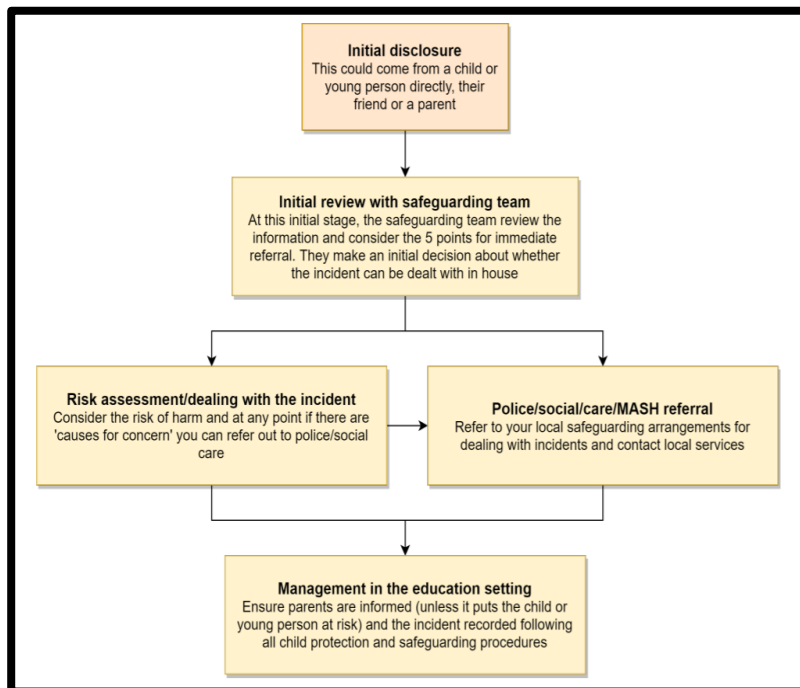 Initial disclosure
This could come from a child or
young person directly, their
friend or a parent
Initial review with safeguarding team
At this initial stage, the safeguarding team review the
information and consider the 5 points for immediate
referral. They make an initial decision about whether
the incident can be dealt with in house
Risk assessment/dealing with the incident
Consider the risk of harm and at any point if there are
'causes for concern' you can refer out to police/social
care
Police/social/care/MASH referral
Refer to your local safeguarding arrangements for
dealing with incidents and contact local services
Management in the education setting
Ensure parents are informed (unless it puts the child or
young person at risk) and the incident recorded following
all child protection and safeguarding procedures